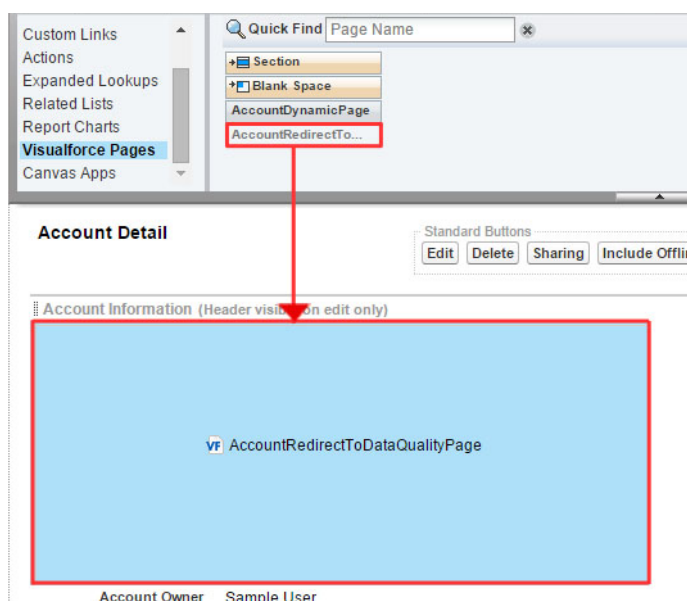 Custom Links
Actions
Expanded Lookups
Related Lists
Report Charts
Visualforce Pages
Canvas Apps
Quick Find Page Name
Section
Blank Space
AccountDynamicPage
AccountRedirectTo...
Account Detail
Standard Buttons
Edit Delete Sharing Include Offli
Account Information (Header visib on edit only)
VF AccountRedirectToDataQualityPage
Account Owner Sample User